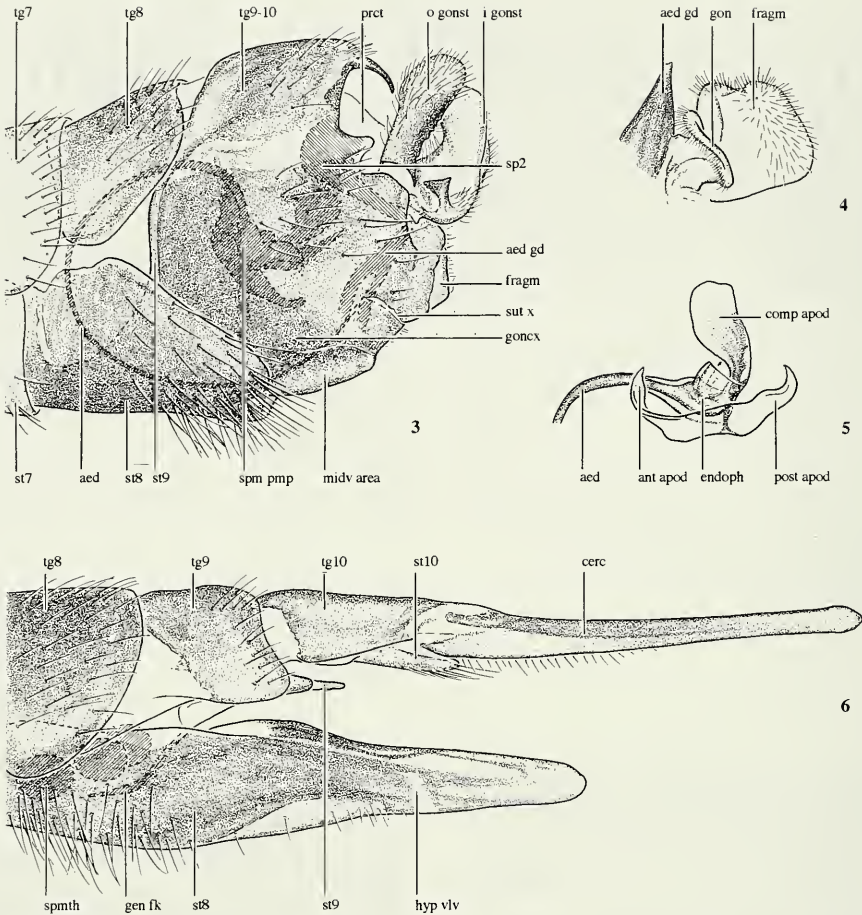 tg7 tg8 tg9-10 prct o gonst i gonst
sp2
aed gd
fragm
sut x
goncx
3
st7 aed st8 st9 spm pmp midv area
aed gd gon fragm
4
comp apod
5
aed ant apod endoph post apod
tg8 tg9 tg10 st10 cerc
6
spmth gen fk st8 st9 hyp vlv